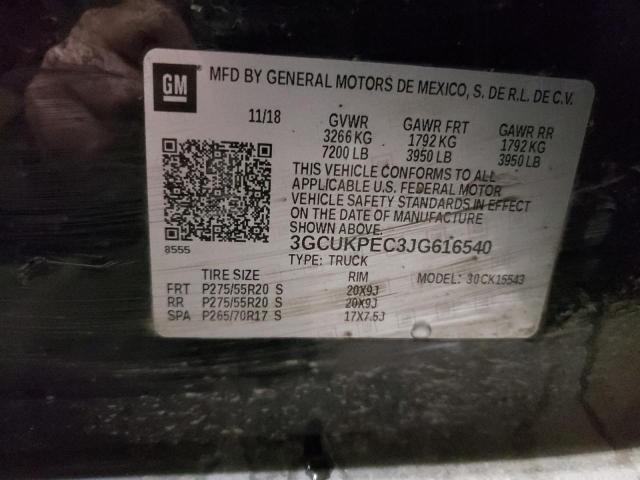 GM
MFD BY GENERAL MOTORS DE MEXICO, S. DE R.L. DE C.V.
11/18 GVWR GAWR FRT GAWR RR
3266 KG 1792 KG 1792 KG
7200 LB 3950 LB 3950 LB
THIS VEHICLE CONFORMS TO ALL
APPLICABLE U.S. FEDERAL MOTOR
VEHICLE SAFETY STANDARDS IN EFFECT
ON THE DATE OF MANUFACTURE
SHOWN ABOVE.
8555 3GCUKPEC3JG616540
TYPE: TRUCK
TIRE SIZE RIM MODEL: 30CK15543
FRT P275/55R20 S 20X9J
RR P275/55R20 S 20X9J
SPA P265/70R17 S 17X7.5J